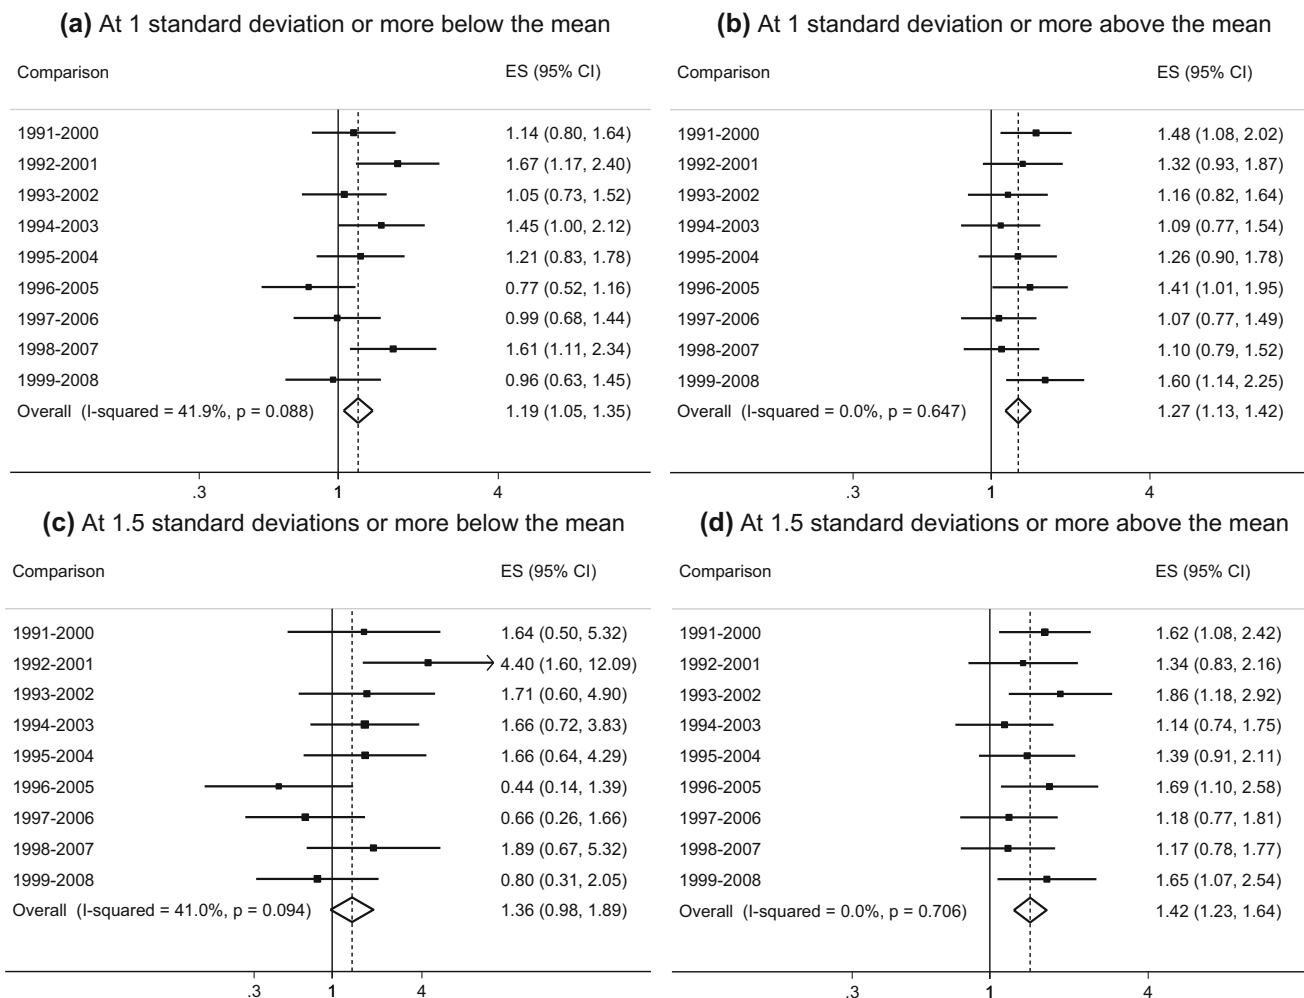 (a) At 1 standard deviation or more below the mean
Comparison ES (95% CI)
1991-2000 1.14 (0.80, 1.64)
1992-2001 1.67 (1.17, 2.40)
1993-2002 1.05 (0.73, 1.52)
1994-2003 1.45 (1.00, 2.12)
1995-2004 1.21 (0.83, 1.78)
1996-2005 0.77 (0.52, 1.16)
1997-2006 0.99 (0.68, 1.44)
1998-2007 1.61 (1.11, 2.34)
1999-2008 0.96 (0.63, 1.45)
Overall (I-squared = 41.9%, p = 0.088) 1.19 (1.05, 1.35)
.3 1 4
(b) At 1 standard deviation or more above the mean
Comparison ES (95% CI)
1991-2000 1.48 (1.08, 2.02)
1992-2001 1.32 (0.93, 1.87)
1993-2002 1.16 (0.82, 1.64)
1994-2003 1.09 (0.77, 1.54)
1995-2004 1.26 (0.90, 1.78)
1996-2005 1.41 (1.01, 1.95)
1997-2006 1.07 (0.77, 1.49)
1998-2007 1.10 (0.79, 1.52)
1999-2008 1.60 (1.14, 2.25)
Overall (I-squared = 0.0%, p = 0.647) 1.27 (1.13, 1.42)
.3 1 4
(c) At 1.5 standard deviations or more below the mean
Comparison ES (95% CI)
1991-2000 1.64 (0.50, 5.32)
1992-2001 4.40 (1.60, 12.09)
1993-2002 1.71 (0.60, 4.90)
1994-2003 1.66 (0.72, 3.83)
1995-2004 1.66 (0.64, 4.29)
1996-2005 0.44 (0.14, 1.39)
1997-2006 0.66 (0.26, 1.66)
1998-2007 1.89 (0.67, 5.32)
1999-2008 0.80 (0.31, 2.05)
Overall (I-squared = 41.0%, p = 0.094) 1.36 (0.98, 1.89)
.3 1 4
(d) At 1.5 standard deviations or more above the mean
Comparison ES (95% CI)
1991-2000 1.62 (1.08, 2.42)
1992-2001 1.34 (0.83, 2.16)
1993-2002 1.86 (1.18, 2.92)
1994-2003 1.14 (0.74, 1.75)
1995-2004 1.39 (0.91, 2.11)
1996-2005 1.69 (1.10, 2.58)
1997-2006 1.18 (0.77, 1.81)
1998-2007 1.17 (0.78, 1.77)
1999-2008 1.65 (1.07, 2.54)
Overall (I-squared = 0.0%, p = 0.706) 1.42 (1.23, 1.64)
.3 1 4